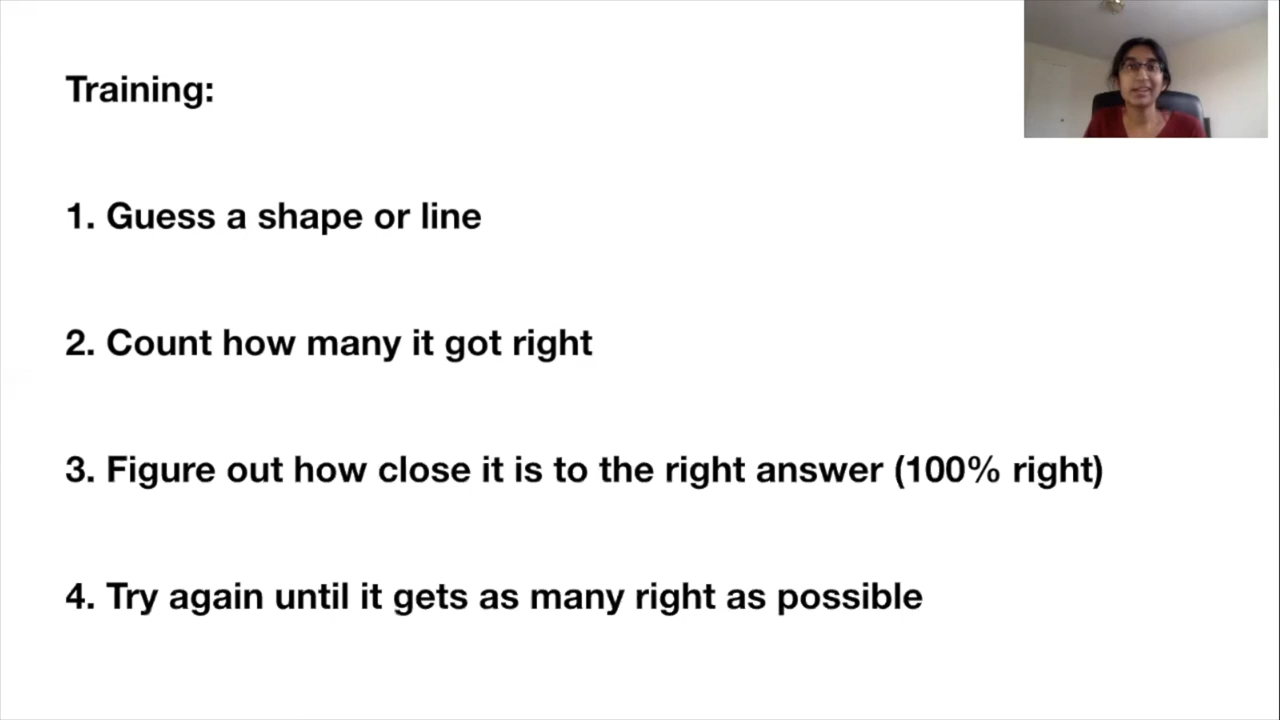 Training:
1. Guess a shape or line
2. Count how many it got right
3. Figure out how close it is to the right answer (100% right)
4. Try again until it gets as many right as possible